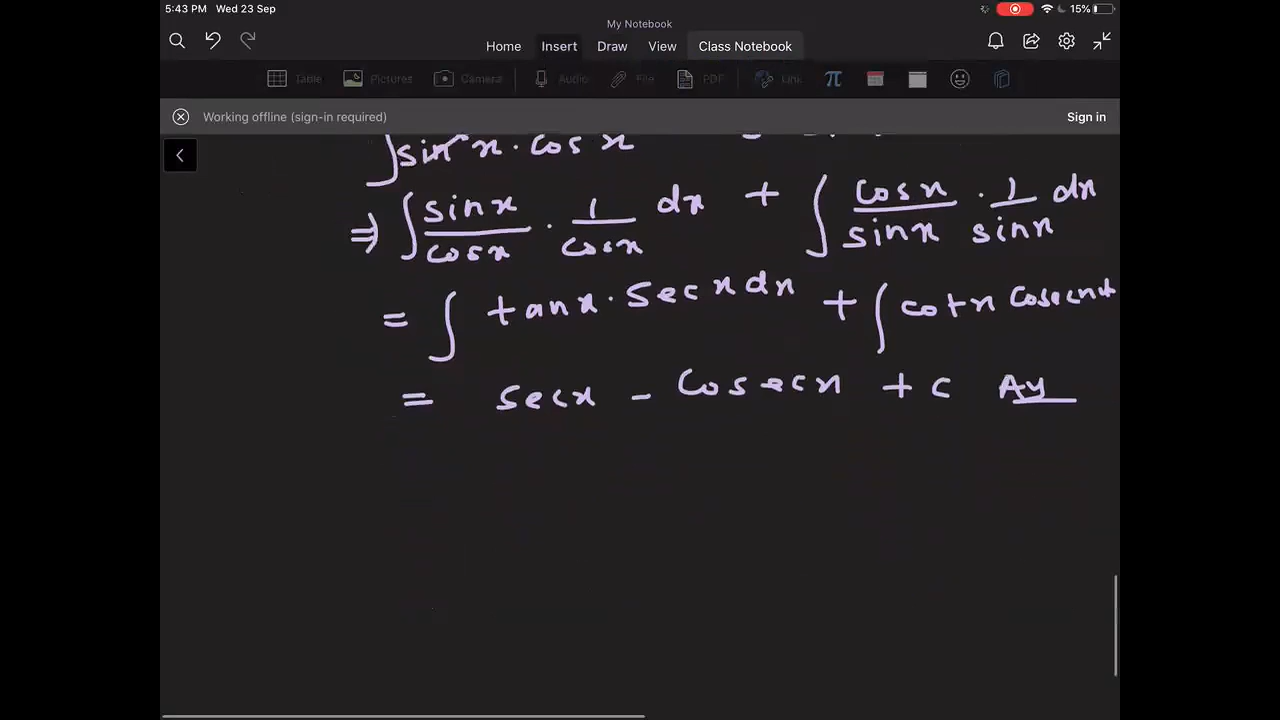 5:43 PM Wed 23 Sep
15%
My Notebook
Home Insert Draw View Class Notebook
Table Pictures Camera Audio File PDF Link π
Working offline (sign-in required) Sign in
∫ sin² x · cos x
⇒ ∫ sinx/cosx · 1/cosx dx + ∫ cosx/sinx · 1/sinx dx
= ∫ tanx · secx dx + ∫ cotx cosecx
= secx - cosecx + c